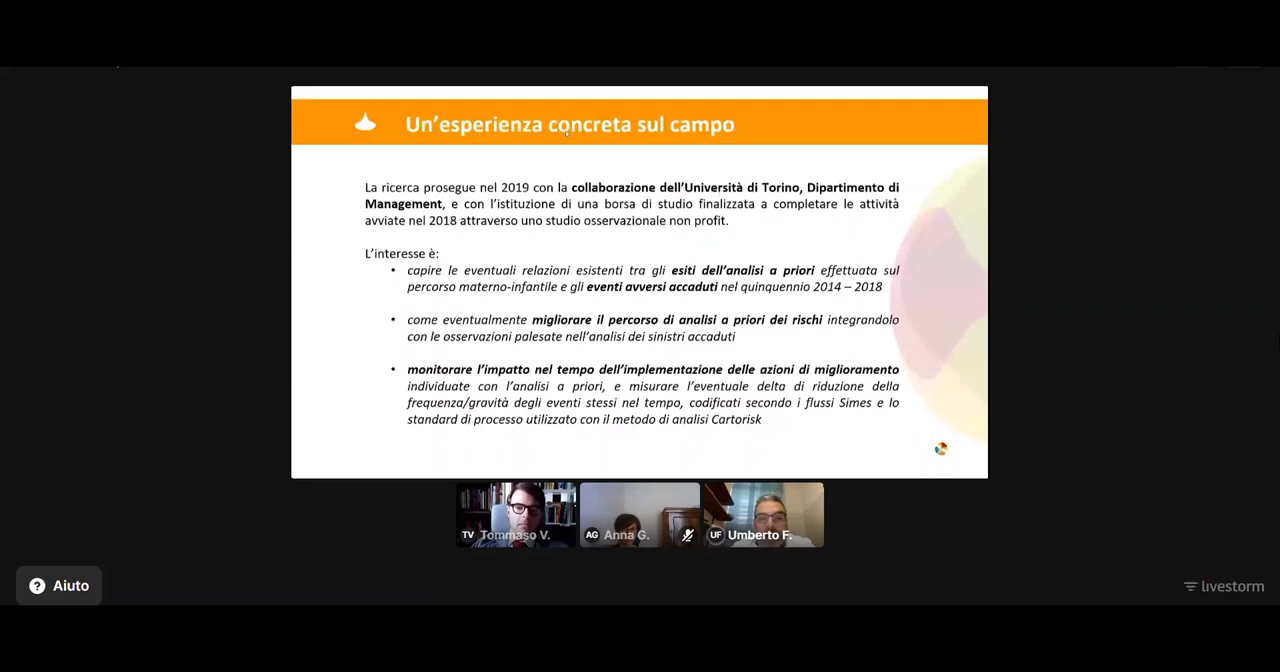 Un’esperienza concreta sul campo
La ricerca prosegue nel 2019 con la collaborazione dell’Università di Torino, Dipartimento di
Management, e con l’istituzione di una borsa di studio finalizzata a completare le attività
avviate nel 2018 attraverso uno studio osservazionale non profit.
L’interesse è:
• capire le eventuali relazioni esistenti tra gli esiti dell’analisi a priori effettuata sul
percorso materno-infantile e gli eventi avversi accaduti nel quinquennio 2014 – 2018
• come eventualmente migliorare il percorso di analisi a priori dei rischi integrandolo
con le osservazioni palesate nell’analisi dei sinistri accaduti
• monitorare l’impatto nel tempo dell’implementazione delle azioni di miglioramento
individuate con l’analisi a priori, e misurare l’eventuale delta di riduzione della
frequenza/gravità degli eventi stessi nel tempo, codificati secondo i flussi Simes e lo
standard di processo utilizzato con il metodo di analisi Cartorisk
TV Tommaso V.
AG Anna G.
UF Umberto F.
? Aiuto
livestorm